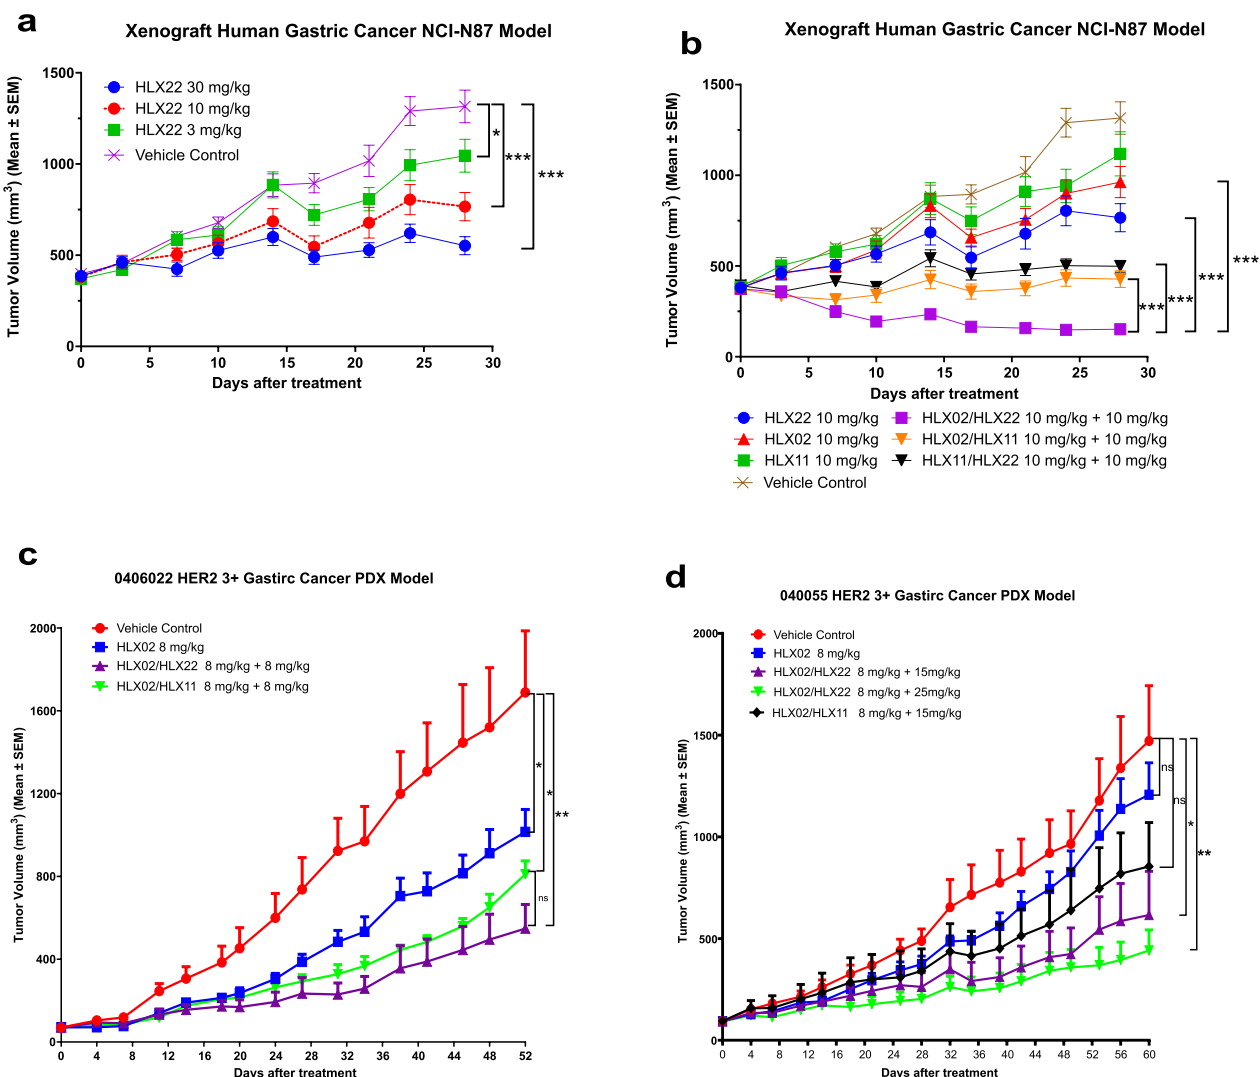 a
Xenograft Human Gastric Cancer NCI-N87 Model
Tumor Volume (mm³) (Mean ± SEM)
1500
1000
500
0
HLX22 30 mg/kg
HLX22 10 mg/kg
HLX22 3 mg/kg
Vehicle Control
*
***
***
0 5 10 15 20 25 30
Days after treatment
b
Xenograft Human Gastric Cancer NCI-N87 Model
Tumor Volume (mm³) (Mean ± SEM)
1500
1000
500
0
***
***
***
***
0 5 10 15 20 25 30
Days after treatment
HLX22 10 mg/kg HLX02/HLX22 10 mg/kg + 10 mg/kg
HLX02 10 mg/kg HLX02/HLX11 10 mg/kg + 10 mg/kg
HLX11 10 mg/kg HLX11/HLX22 10 mg/kg + 10 mg/kg
Vehicle Control
c
0406022 HER2 3+ Gastirc Cancer PDX Model
Tumor Volume (mm³) (Mean ± SEM)
2000
1600
1200
800
400
0
Vehicle Control
HLX02 8 mg/kg
HLX02/HLX22 8 mg/kg + 8 mg/kg
HLX02/HLX11 8 mg/kg + 8 mg/kg
*
*
**
ns
0 4 8 12 16 20 24 28 32 36 40 44 48 52
Days after treatment
d
040055 HER2 3+ Gastirc Cancer PDX Model
Tumor Volume (mm³) (Mean ± SEM)
2000
1500
1000
500
0
Vehicle Control
HLX02 8 mg/kg
HLX02/HLX22 8 mg/kg + 15mg/kg
HLX02/HLX22 8 mg/kg + 25mg/kg
HLX02/HLX11 8 mg/kg + 15mg/kg
ns
ns
*
**
0 4 8 12 16 20 24 28 32 36 40 44 48 52 56 60
Days after treatment